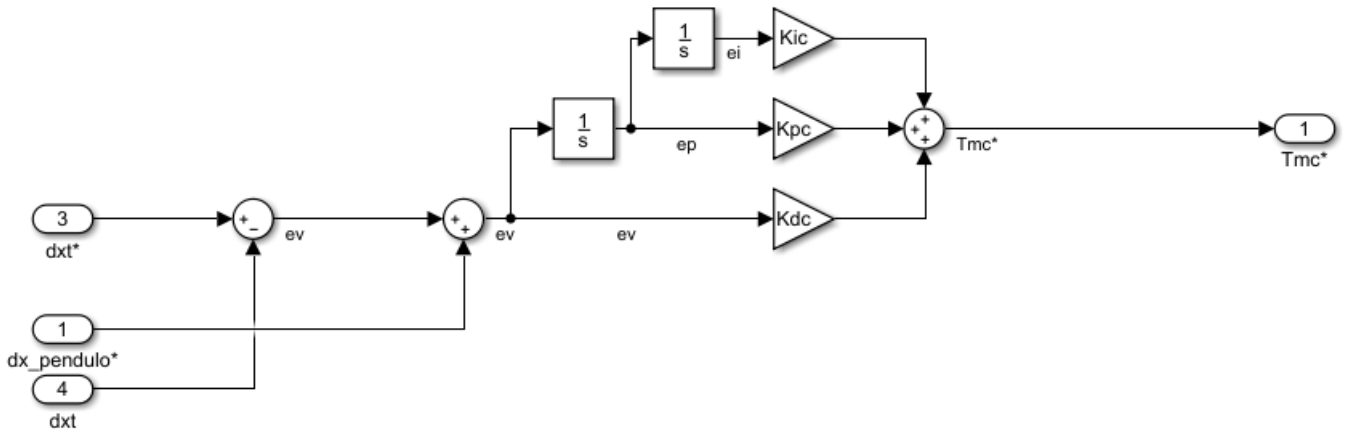 1
s
ei
Kic
1
s
ep
Kpc
+
+
+
Tmc*
1
Tmc*
3
dxt*
+
−
ev
+
+
ev
ev
Kdc
1
dx_pendulo*
4
dxt